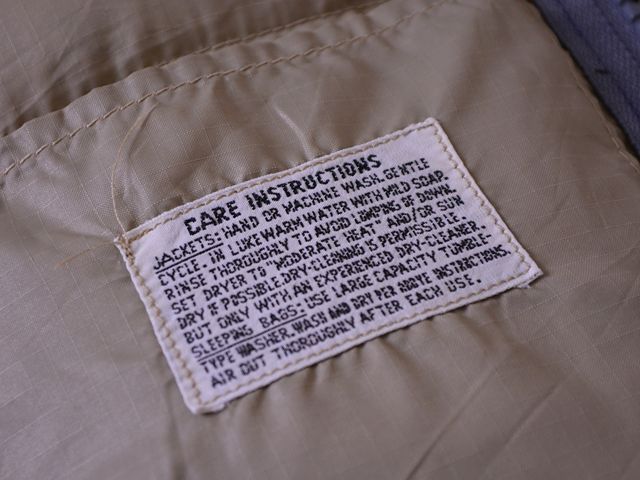 CARE INSTRUCTIONS
JACKETS: HAND OR MACHINE WASH. GENTLE
CYCLE. IN LUKEWARM WATER WITH MILD SOAP.
RINSE THOROUGHLY TO AVOID LUMPING OF DOWN.
SET DRYER TO "MODERATE HEAT" AND/OR SUN
DRY IF POSSIBLE. DRY-CLEANING IS PERMISSIBLE.
BUT ONLY WITH AN EXPERIENCED DRY-CLEANER.
SLEEPING BAGS: USE LARGE CAPACITY TUMBLE-
TYPE WASHER. WASH AND DRY PER ABOVE INSTRUCTIONS.
AIR OUT THOROUGHLY AFTER EACH USE.